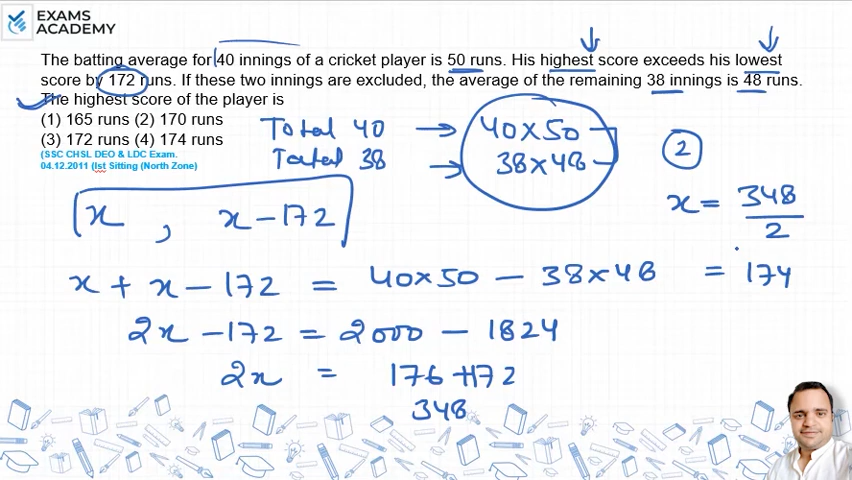 EXAMS
ACADEMY
The batting average for 40 innings of a cricket player is 50 runs. His highest score exceeds his lowest
score by 172 runs. If these two innings are excluded, the average of the remaining 38 innings is 48 runs.
The highest score of the player is
(1) 165 runs (2) 170 runs
(3) 172 runs (4) 174 runs
(SSC CHSL DEO & LDC Exam.
04.12.2011 (Ist Sitting (North Zone)
Total 40 → 40×50
Total 38 → 38×48
2
x , x-172
x = 348/2
x + x - 172 = 40×50 - 38×48
= 174
2x - 172 = 2000 - 1824
2x = 176+172
348